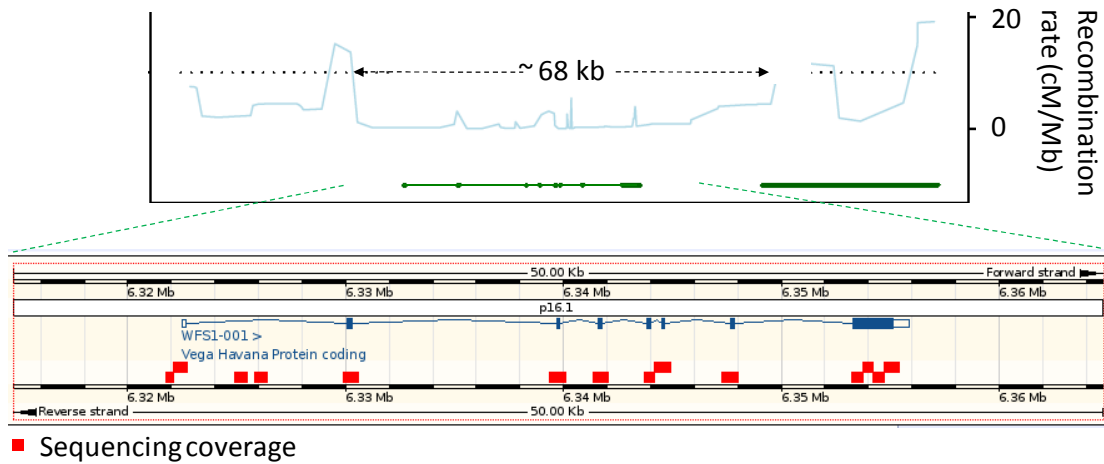 20
~ 68 kb
0
Recombination
rate (cM/Mb)
50.00 Kb
Forward strand
6.32 Mb 6.33 Mb 6.34 Mb 6.35 Mb 6.36 Mb
p16.1
WFS1-001 >
Vega Havana Protein coding
6.32 Mb 6.33 Mb 6.34 Mb 6.35 Mb 6.36 Mb
Reverse strand
50.00 Kb
Sequencing coverage